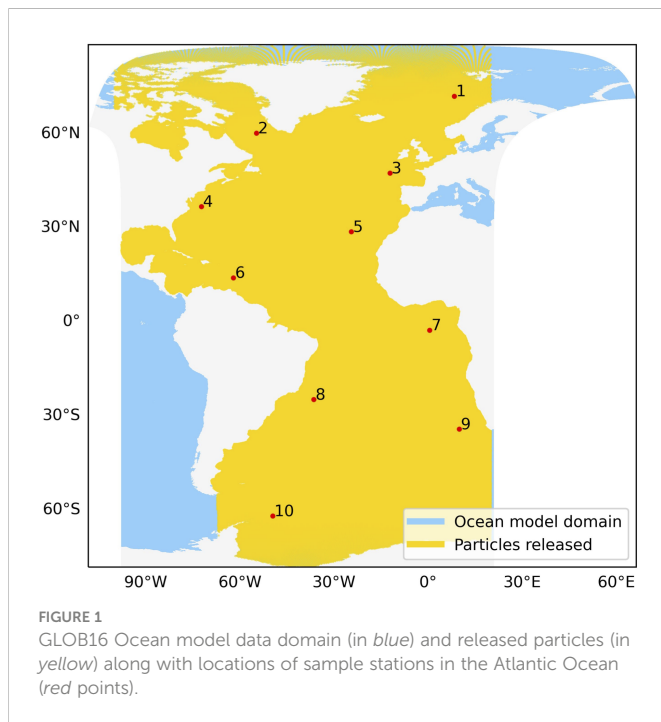 1
2
60°N
3
4
30°N
5
6
0°
7
8
30°S
9
10
60°S
Ocean model domain
Particles released
90°W 60°W 30°W 0° 30°E 60°E
FIGURE 1
GLOB16 Ocean model data domain (in blue) and released particles (in
yellow) along with locations of sample stations in the Atlantic Ocean
(red points).